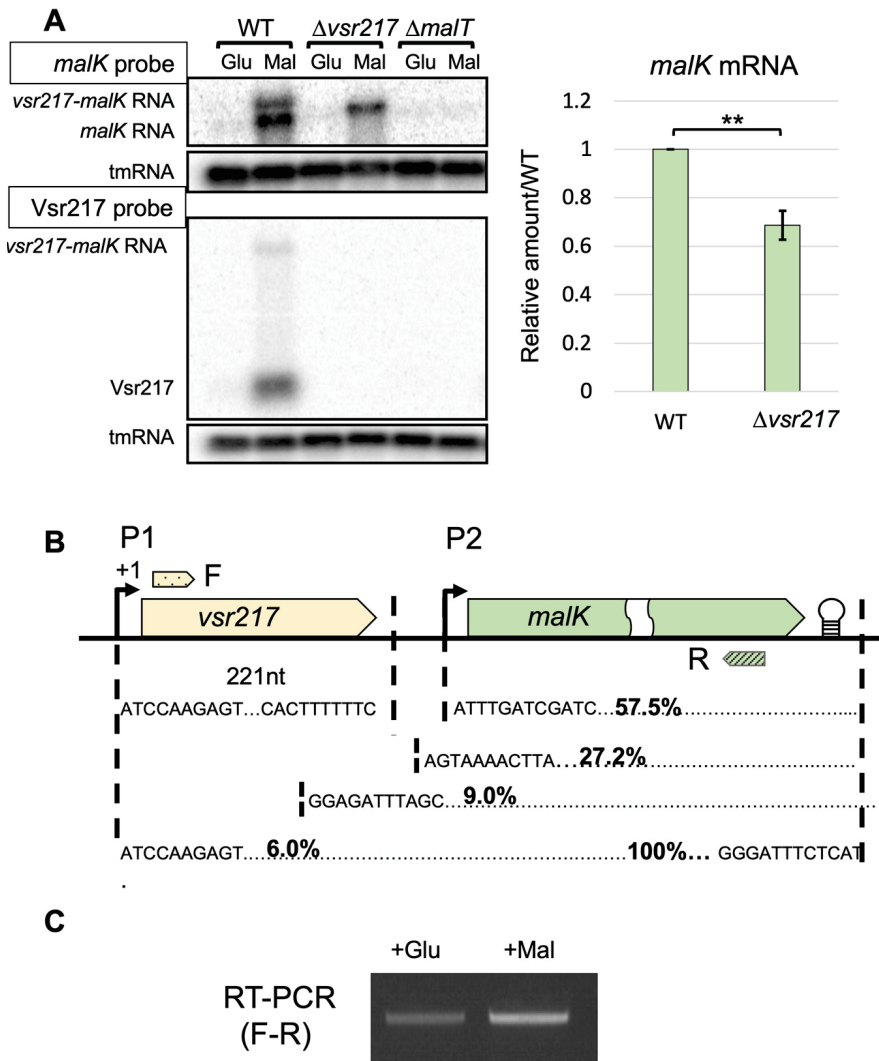 A
WT Δvsr217 ΔmalT
Glu Mal Glu Mal Glu Mal
malK probe
vsr217-malK RNA
malK RNA
tmRNA
Vsr217 probe
vsr217-malK RNA
Vsr217
tmRNA
malK mRNA
Relative amount/WT
1.2
1
0.8
0.6
0.4
0.2
0
**
WT Δvsr217
B
P1 P2
+1 F
vsr217 malK
R
221nt
ATCCAAGAGT...CACTTTTTTC ATTTGATCGATC...57.5%
AGTAAAACTTA...27.2%
GGAGATTTAGC...9.0%
ATCCAAGAGT...6.0% 100%... GGGATTTCTCAT
C
+Glu +Mal
RT-PCR
(F-R)